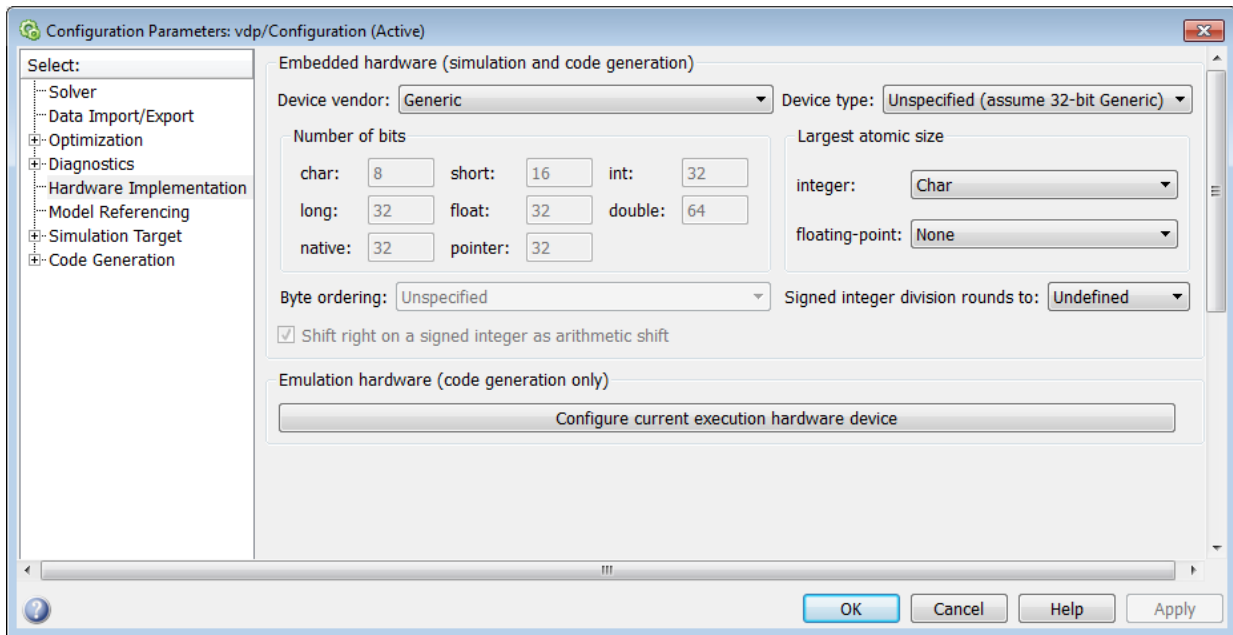 Configuration Parameters: vdp/Configuration (Active)
Select:
Solver
Data Import/Export
Optimization
Diagnostics
Hardware Implementation
Model Referencing
Simulation Target
Code Generation
Embedded hardware (simulation and code generation)
Device vendor: Generic Device type: Unspecified (assume 32-bit Generic)
Number of bits Largest atomic size
char: 8 short: 16 int: 32
integer: Char
long: 32 float: 32 double: 64
floating-point: None
native: 32 pointer: 32
Byte ordering: Unspecified Signed integer division rounds to: Undefined
Shift right on a signed integer as arithmetic shift
Emulation hardware (code generation only)
Configure current execution hardware device
OK Cancel Help Apply